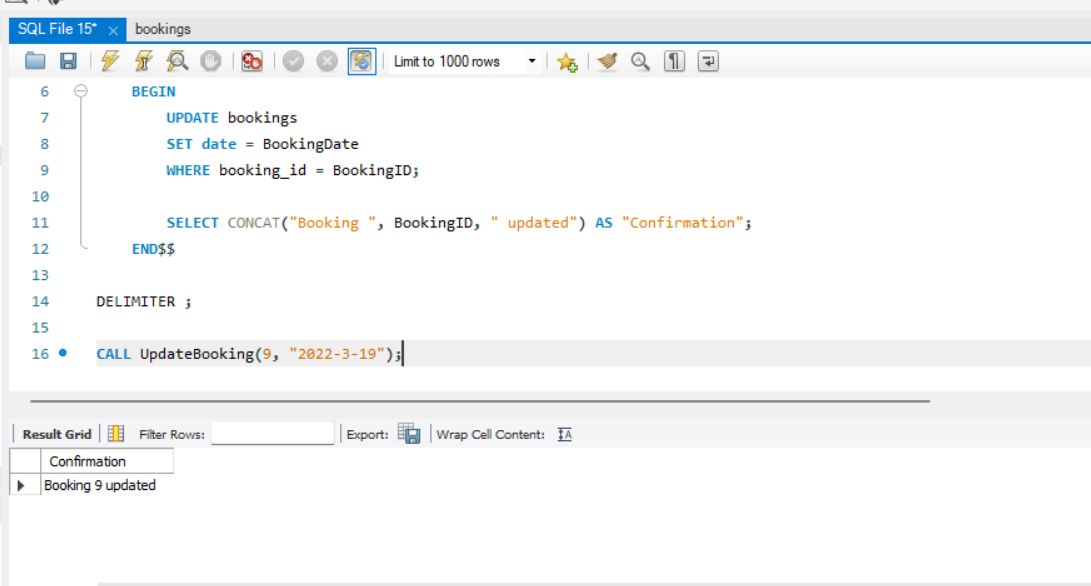 SQL File 15* × bookings
Limit to 1000 rows
6 BEGIN
7 UPDATE bookings
8 SET date = BookingDate
9 WHERE booking_id = BookingID;
10
11 SELECT CONCAT("Booking ", BookingID, " updated") AS "Confirmation";
12 END$$
13
14 DELIMITER ;
15
16 CALL UpdateBooking(9, "2022-3-19");
Result Grid Filter Rows: Export: Wrap Cell Content: IA
Confirmation
Booking 9 updated